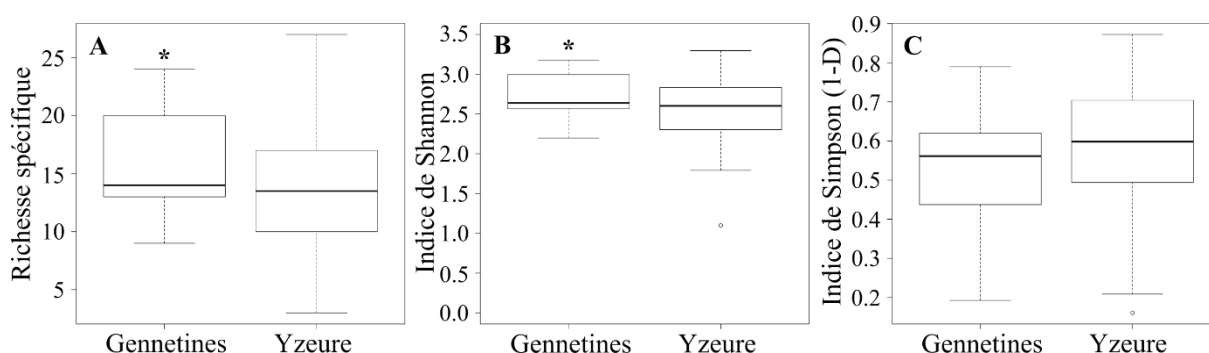 A
*
Richesse spécifique
25
20
15
10
5
Gennetines Yzeure
B
*
Indice de Shannon
3.5
3.0
2.5
2.0
1.5
1.0
0.5
0.0
Gennetines Yzeure
C
Indice de Simpson (1-D)
0.9
0.8
0.7
0.6
0.5
0.4
0.3
0.2
Gennetines Yzeure